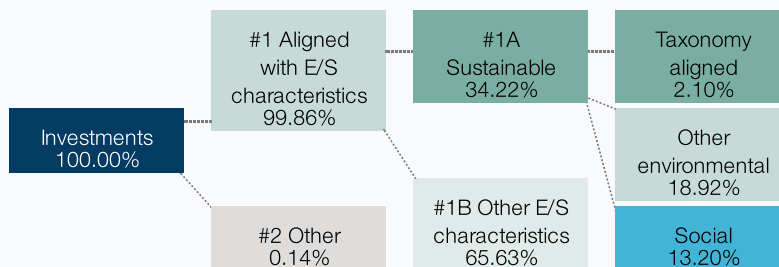 Investments
100.00%
#1 Aligned
with E/S
characteristics
99.86%
#2 Other
0.14%
#1A
Sustainable
34.22%
#1B Other E/S
characteristics
65.63%
Taxonomy
aligned
2.10%
Other
environmental
18.92%
Social
13.20%